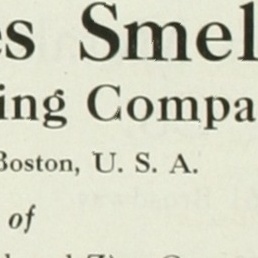 es Smel
ing Compa
Boston, U. S. A.
of